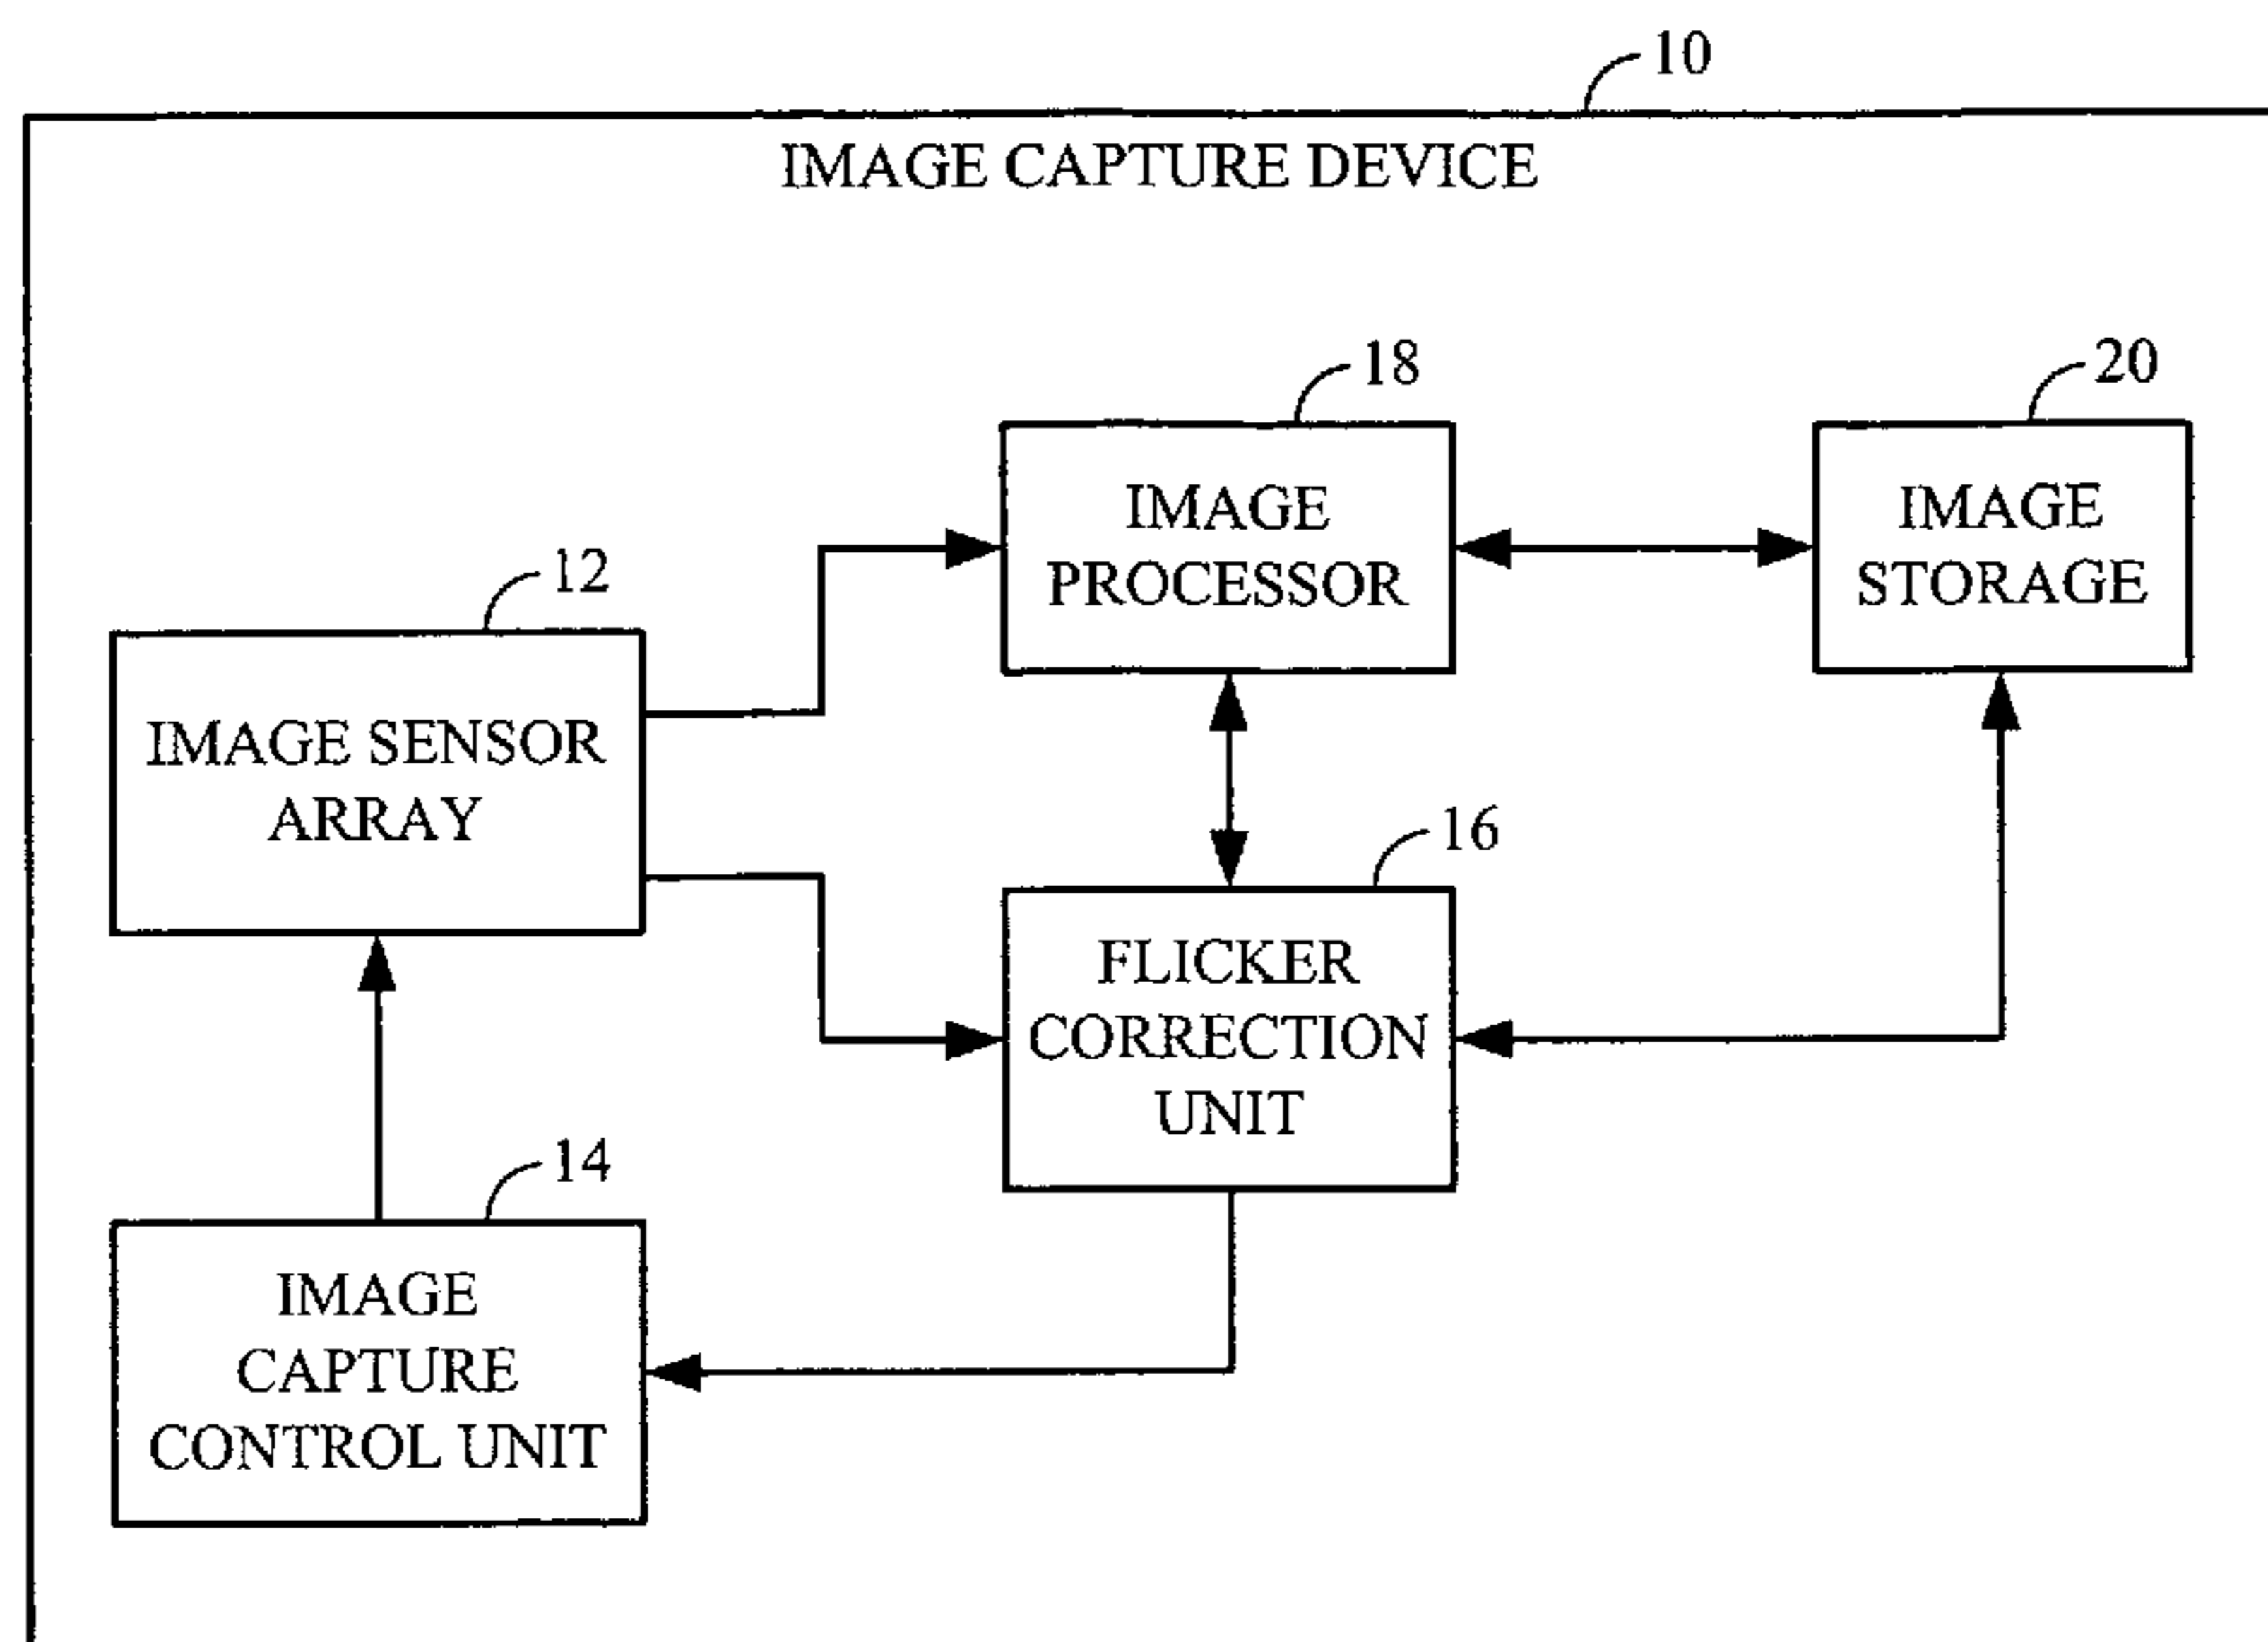 10
IMAGE CAPTURE DEVICE
18
IMAGE
PROCESSOR
20
IMAGE
STORAGE
12
IMAGE SENSOR
ARRAY
16
FLICKER
CORRECTION
UNIT
14
IMAGE
CAPTURE
CONTROL UNIT